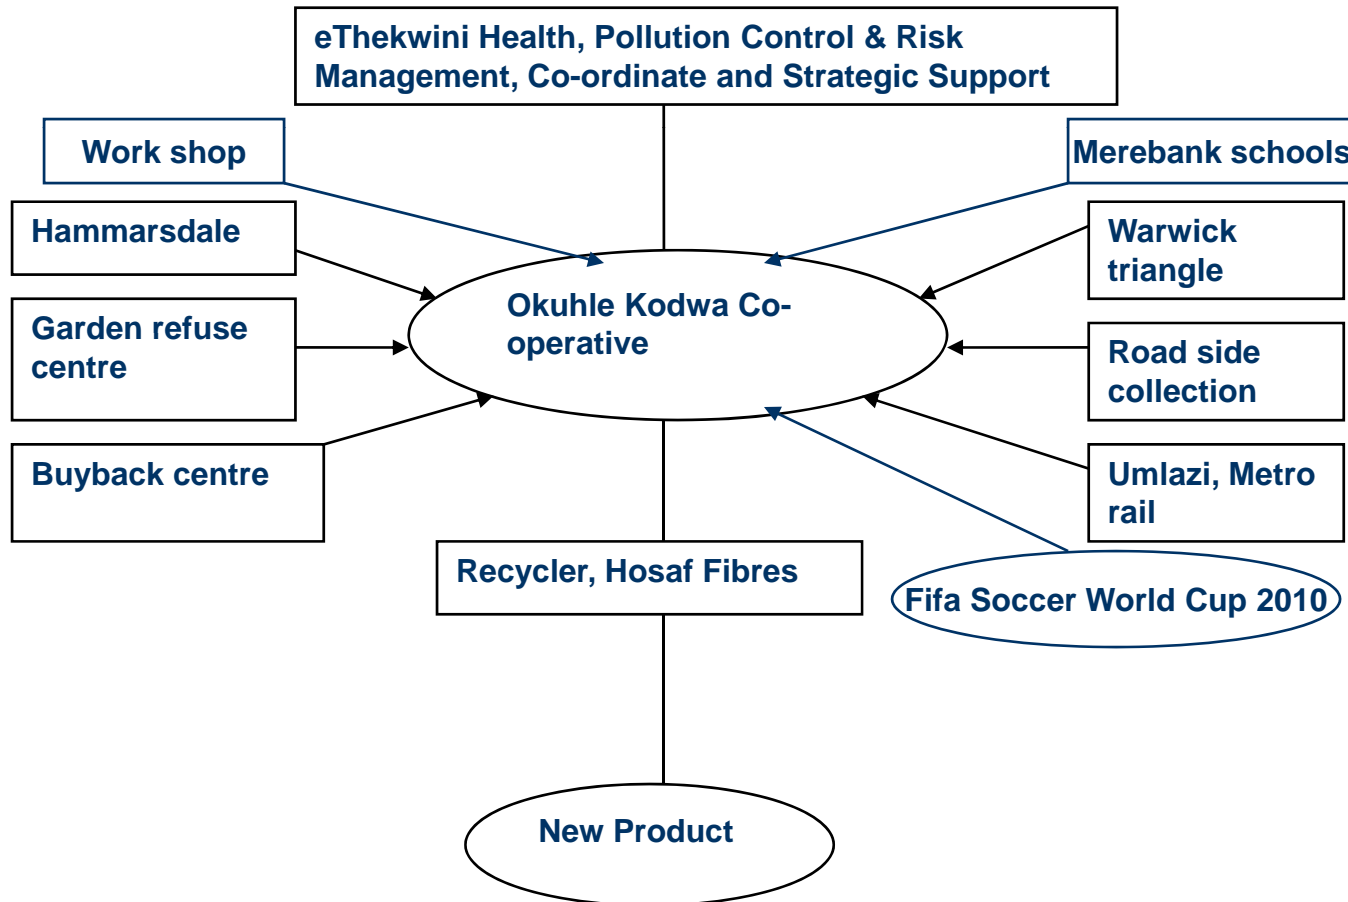 eThekwini Health, Pollution Control & Risk
Management, Co-ordinate and Strategic Support
Work shop
Merebank schools
Hammarsdale
Warwick
triangle
Okuhle Kodwa Co-
operative
Garden refuse
centre
Road side
collection
Buyback centre
Umlazi, Metro
rail
Recycler, Hosaf Fibres
Fifa Soccer World Cup 2010
New Product